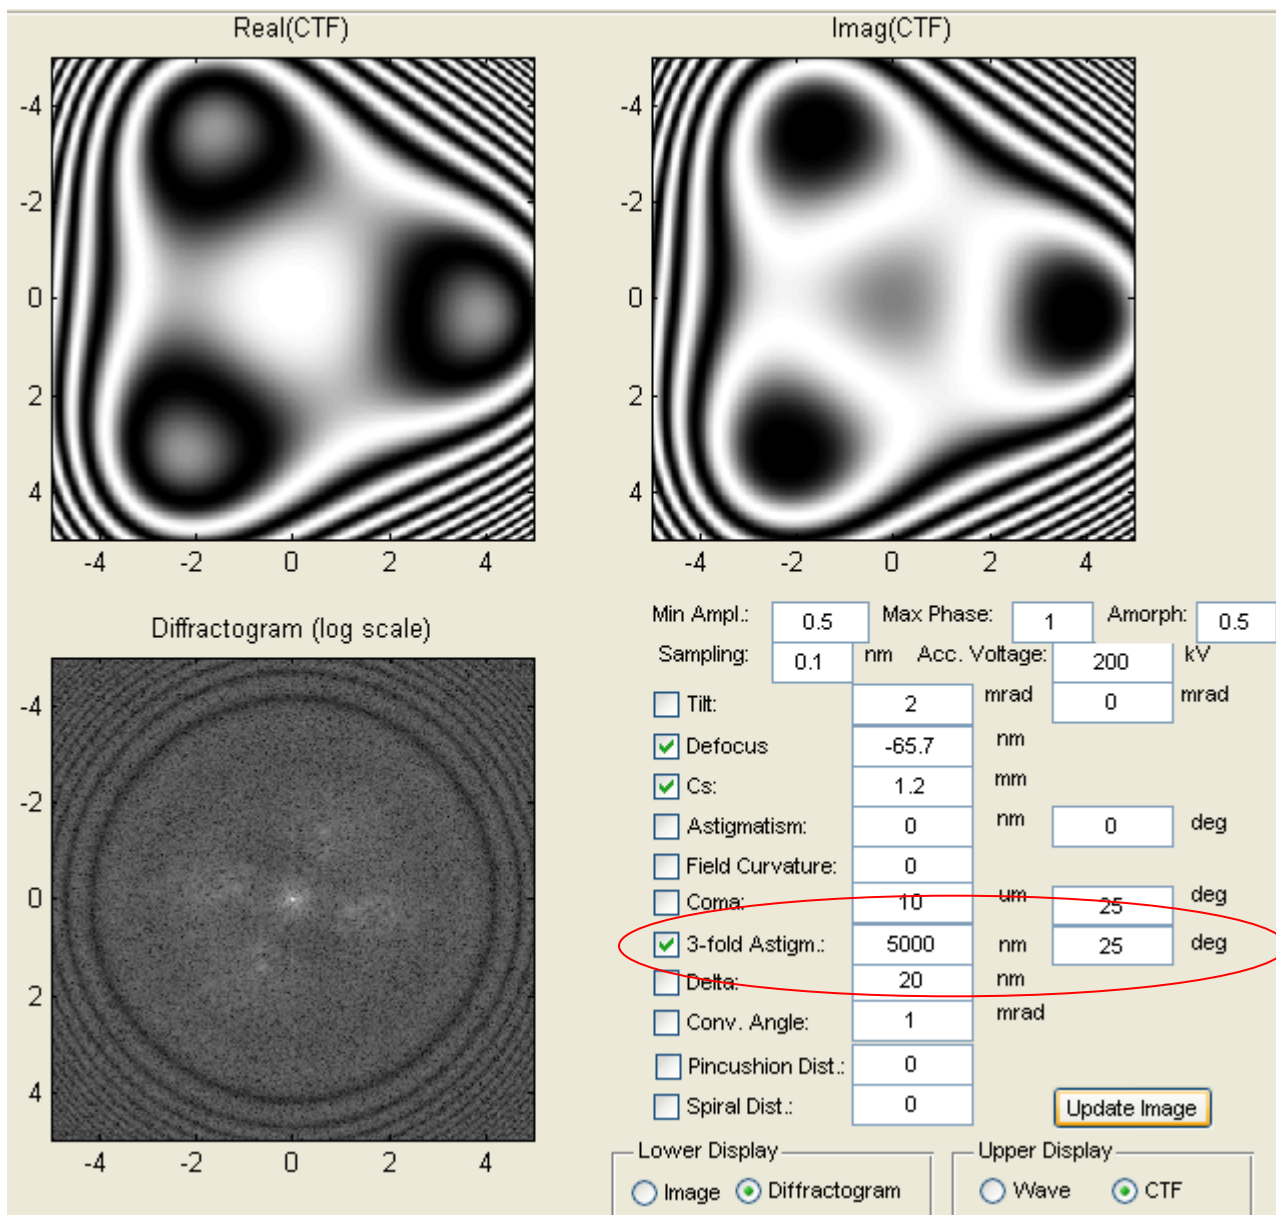 Real(CTF) Imag(CTF)
-4 -4
-2 -2
0 0
2 2
4 4
-4 -2 0 2 4 -4 -2 0 2 4
Diffractogram (log scale)
-4
-2
0
2
4
-4 -2 0 2 4
Min Ampl.: 0.5 Max Phase: 1 Amorph: 0.5
Sampling: 0.1 nm Acc. Voltage: 200 kV
Tilt: 2 mrad 0 mrad
Defocus -65.7 nm
Cs: 1.2 mm
Astigmatism: 0 nm 0 deg
Field Curvature: 0
Coma: 10 um 25 deg
3-fold Astigm.: 5000 nm 25 deg
Delta: 20 nm
Conv. Angle: 1 mrad
Pincushion Dist.: 0
Spiral Dist.: 0
Update Image
Lower Display Upper Display
Image Diffractogram Wave CTF